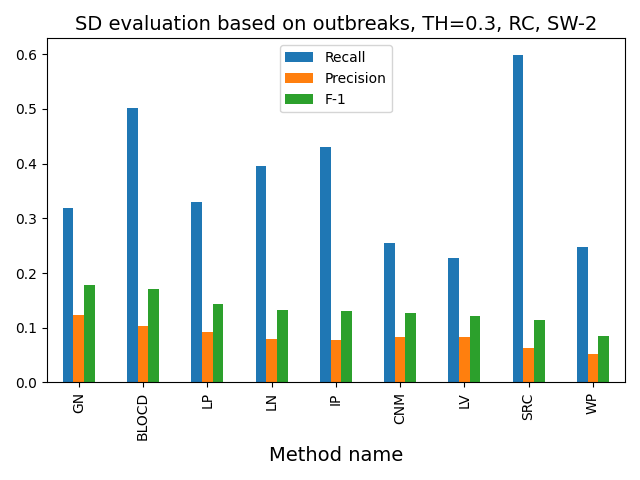 SD evaluation based on outbreaks, TH=0.3, RC, SW-2
Recall
Precision
F-1
0.6
0.5
0.4
0.3
0.2
0.1
0.0
GN
BLOCD
LP
LN
IP
CNM
LV
SRC
WP
Method name